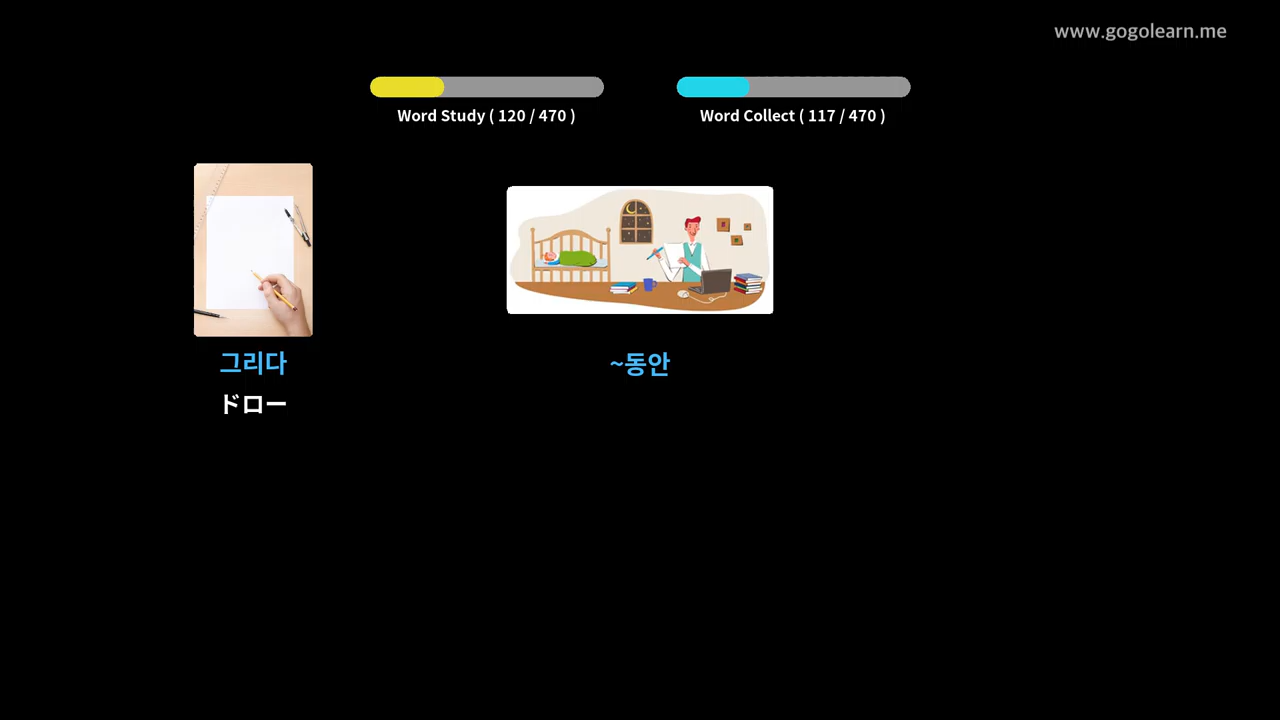 www.gogolearn.me
Word Study ( 120 / 470 )
Word Collect ( 117 / 470 )
그리다
ドロー
~동안